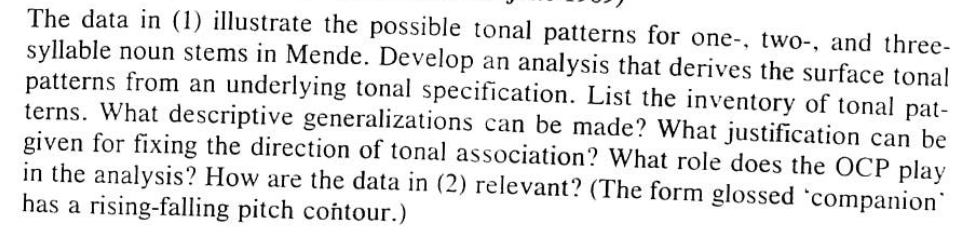 The data in (1) illustrate the possible tonal patterns for one-, two-, and three-
syllable noun stems in Mende. Develop an analysis that derives the surface tonal
patterns from an underlying tonal specification. List the inventory of tonal pat-
terns. What descriptive generalizations can be made? What justification can be
given for fixing the direction of tonal association? What role does the OCP play
in the analysis? How are the data in (2) relevant? (The form glossed 'companion'
has a rising-falling pitch contour.)